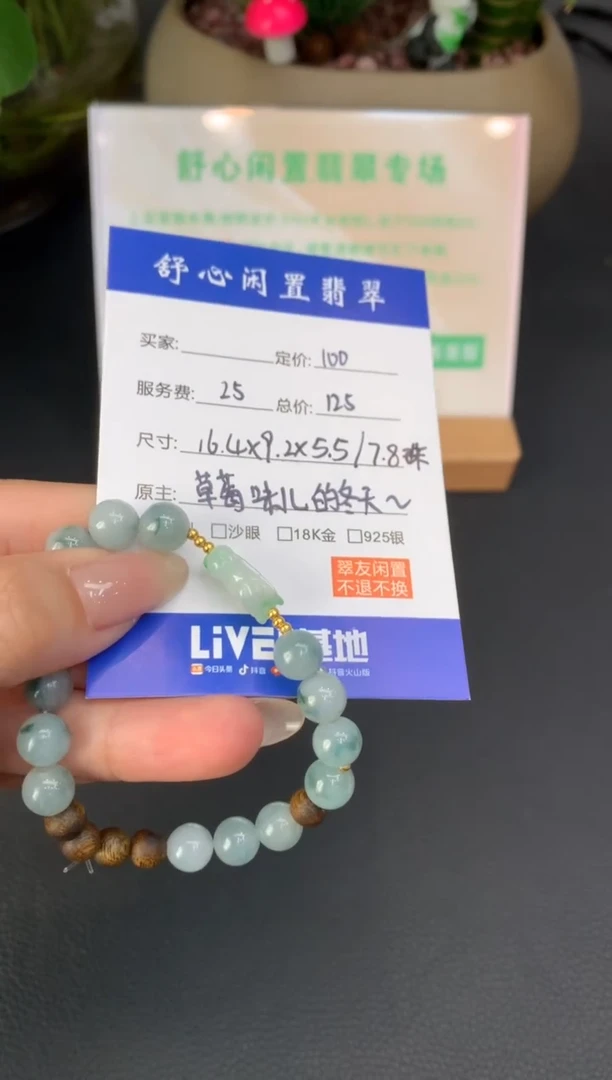 舒心闲置翡翠专场
舒心闲置翡翠
买家:
定价: 100
服务费: 25
总价: 125
尺寸: 16.4x9.2x5.5/7.8珠
原主: 草莓味儿的冬天~
□沙眼 □18K金 □925银
翠友闲置
不退不换
LiVE 基地
今日头条 抖音 抖音火山版